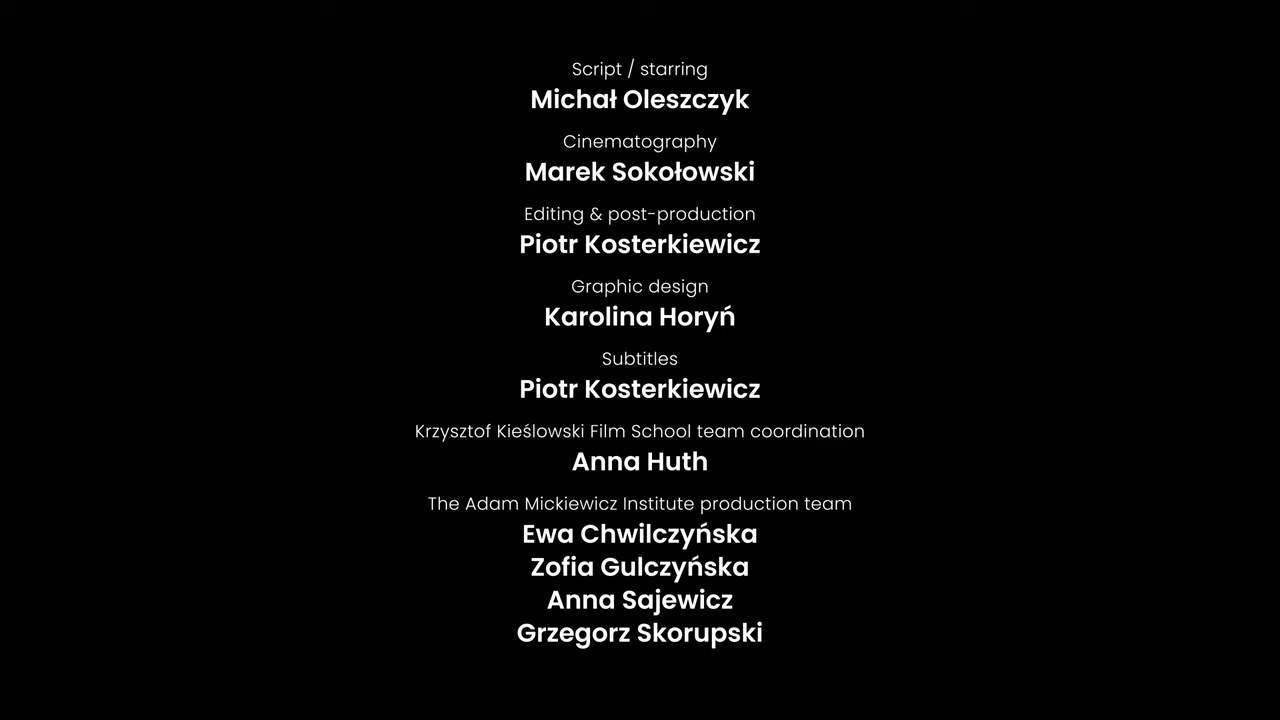 Script / starring
Michał Oleszczyk
Cinematography
Marek Sokołowski
Editing & post-production
Piotr Kosterkiewicz
Graphic design
Karolina Horyń
Subtitles
Piotr Kosterkiewicz
Krzysztof Kieślowski Film School team coordination
Anna Huth
The Adam Mickiewicz Institute production team
Ewa Chwilczyńska
Zofia Gulczyńska
Anna Sajewicz
Grzegorz Skorupski